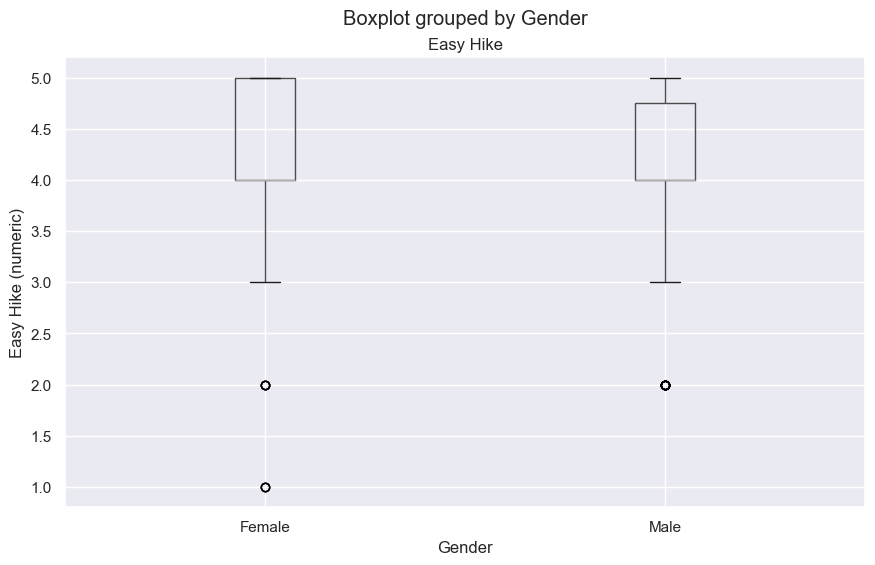 Boxplot grouped by Gender
Easy Hike
5.0
4.5
4.0
3.5
3.0
2.5
2.0
1.5
1.0
Easy Hike (numeric)
Female
Male
Gender